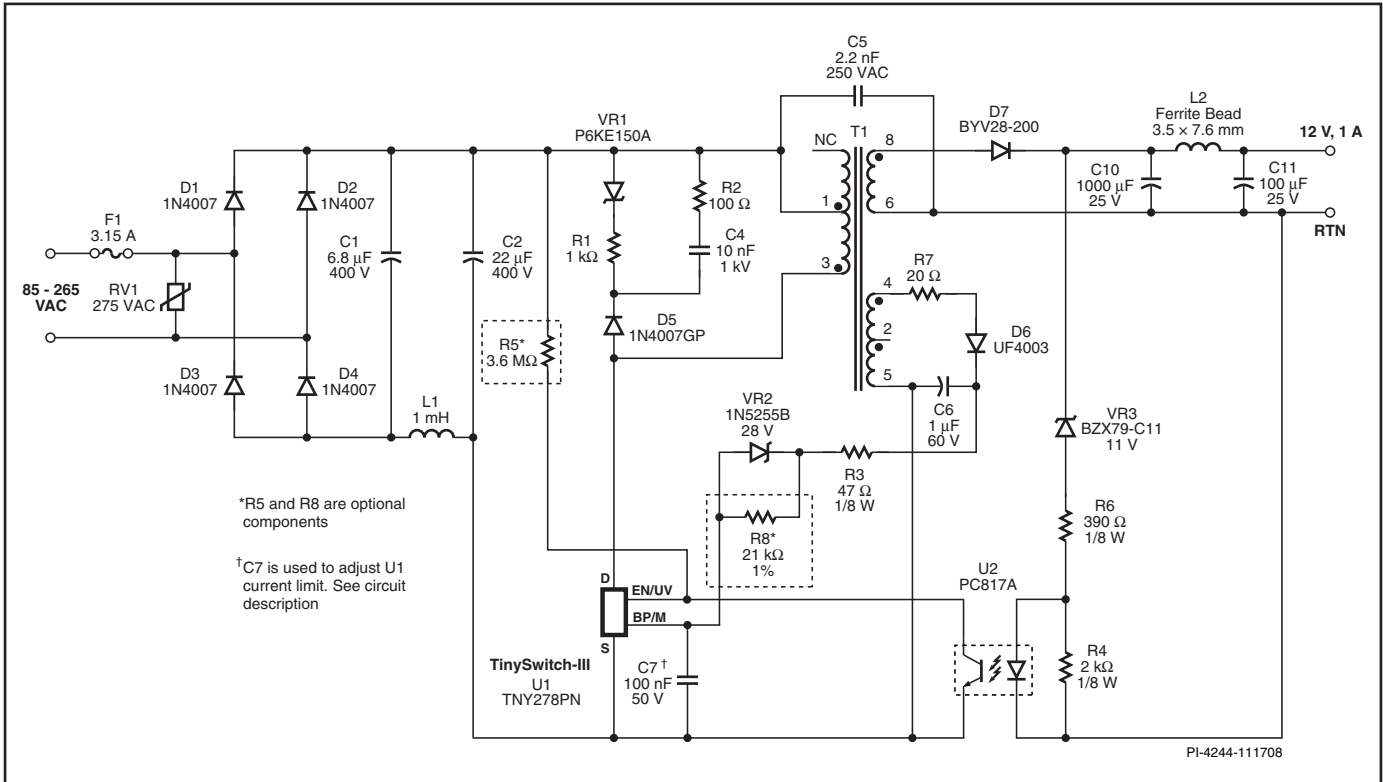 C5
2.2 nF
250 VAC
VR1
P6KE150A
NC
T1
8
D7
BYV28-200
L2
Ferrite Bead
3.5 × 7.6 mm
12 V, 1 A
D1
1N4007
D2
1N4007
R2
100 Ω
1
6
C10
1000 µF
25 V
C11
100 µF
25 V
RTN
F1
3.15 A
C1
6.8 µF
400 V
C2
22 µF
400 V
R1
1 kΩ
C4
10 nF
1 kV
3
R7
20 Ω
85 - 265
VAC
RV1
275 VAC
4
2
5
D6
UF4003
R5*
3.6 MΩ
D5
1N4007GP
D3
1N4007
D4
1N4007
L1
1 mH
VR2
1N5255B
28 V
C6
1 µF
60 V
VR3
BZX79-C11
11 V
R3
47 Ω
1/8 W
*R5 and R8 are optional
components
R8*
21 kΩ
1%
R6
390 Ω
1/8 W
†C7 is used to adjust U1
current limit. See circuit
description
D
EN/UV
BP/M
S
U2
PC817A
TinySwitch-III
U1
TNY278PN
C7†
100 nF
50 V
R4
2 kΩ
1/8 W
PI-4244-111708